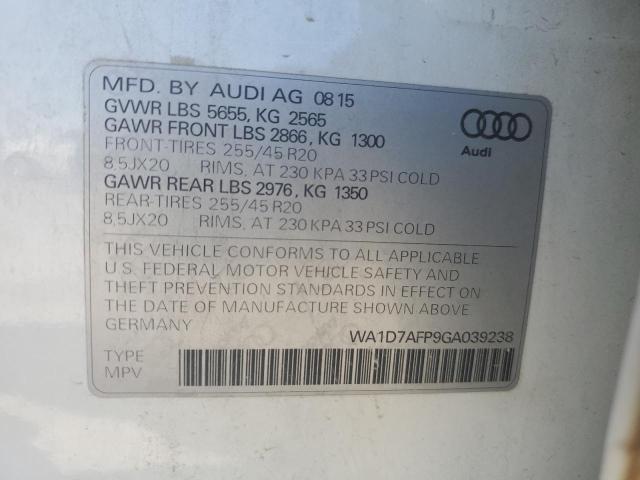 MFD. BY AUDI AG 08 15
GVWR LBS 5655, KG 2565
GAWR FRONT LBS 2866, KG 1300
FRONT-TIRES 255/45 R20
8,5JX20 RIMS, AT 230 KPA 33 PSI COLD
GAWR REAR LBS 2976, KG 1350
REAR-TIRES 255/45 R20
8,5JX20 RIMS, AT 230 KPA 33 PSI COLD
Audi
THIS VEHICLE CONFORMS TO ALL APPLICABLE
U.S. FEDERAL MOTOR VEHICLE SAFETY AND
THEFT PREVENTION STANDARDS IN EFFECT ON
THE DATE OF MANUFACTURE SHOWN ABOVE.
GERMANY
WA1D7AFP9GA039238
TYPE
MPV